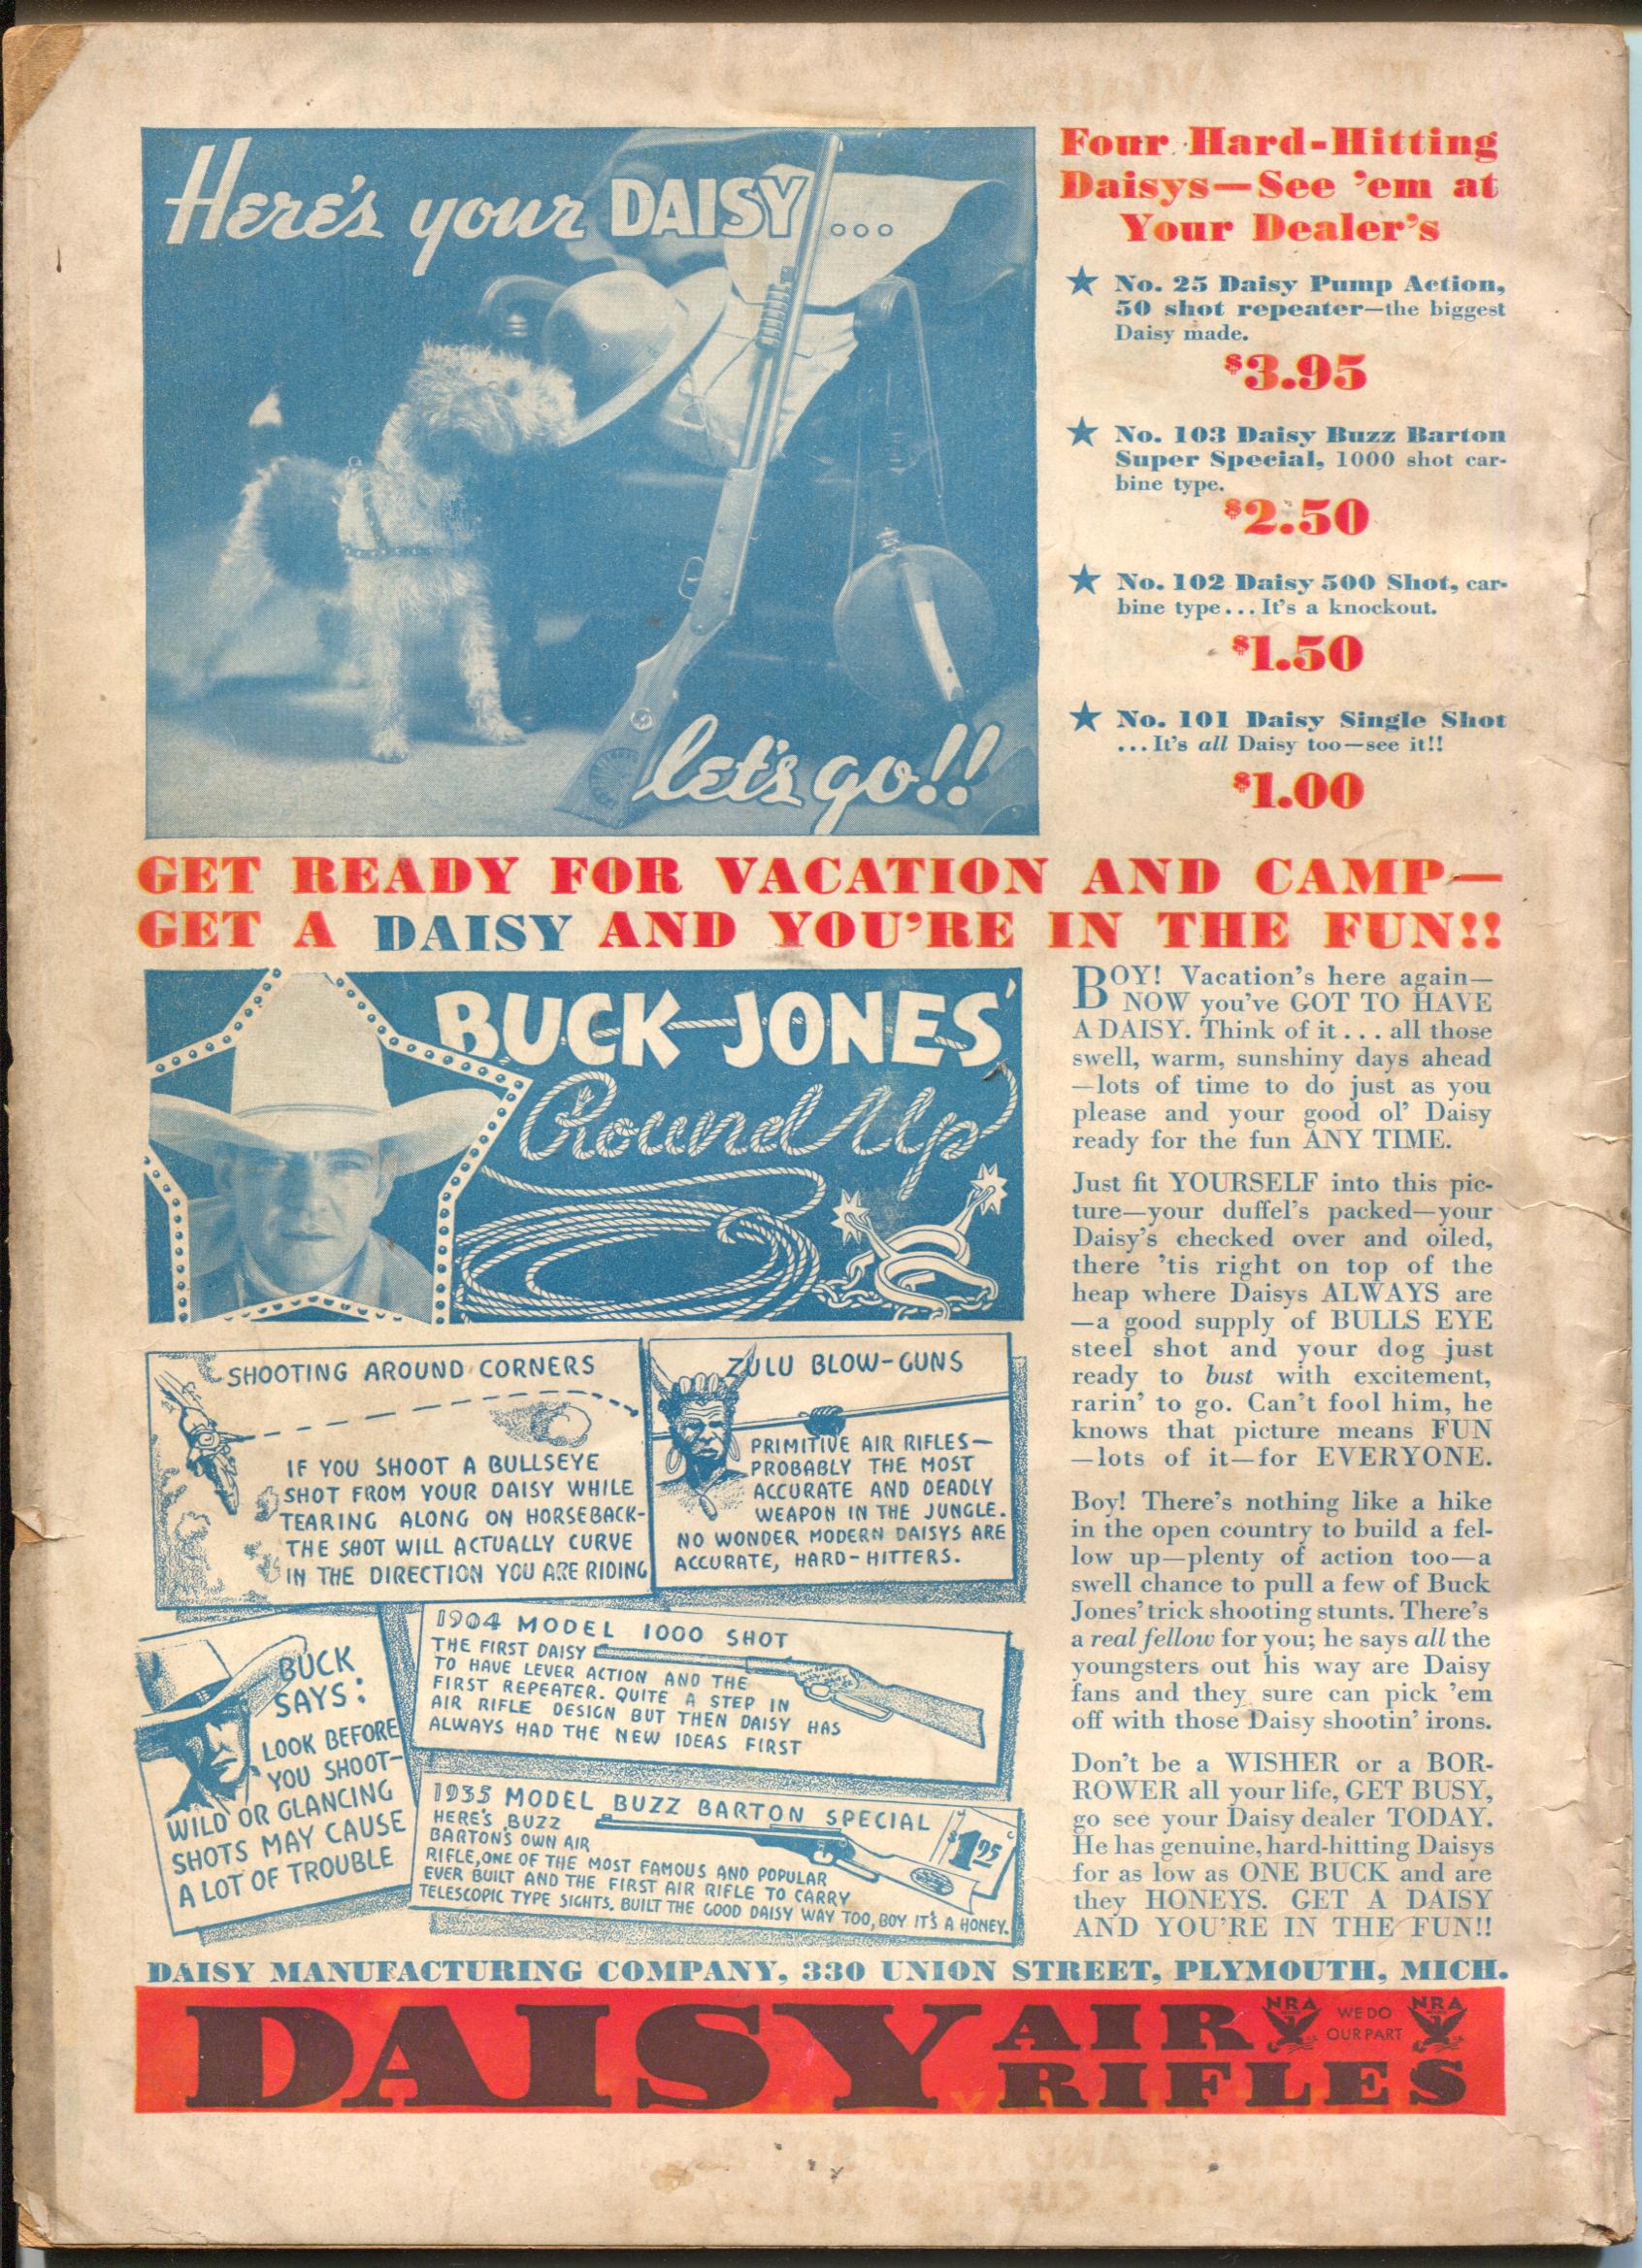 Here's your DAISY...
let's go!!
Four Hard-Hitting
Daisys—See 'em at
Your Dealer's
★ No. 25 Daisy Pump Action,
50 shot repeater—the biggest
Daisy made.
$3.95
★ No. 103 Daisy Buzz Barton
Super Special, 1000 shot car-
bine type.
$2.50
★ No. 102 Daisy 500 Shot, car-
bine type...It's a knockout.
$1.50
★ No. 101 Daisy Single Shot
...It's all Daisy too—see it!!
$1.00
GET READY FOR VACATION AND CAMP—
GET A DAISY AND YOU'RE IN THE FUN!!
BUCK JONES'
Round Up
SHOOTING AROUND CORNERS
IF YOU SHOOT A BULLSEYE
SHOT FROM YOUR DAISY WHILE
TEARING ALONG ON HORSEBACK-
THE SHOT WILL ACTUALLY CURVE
IN THE DIRECTION YOU ARE RIDING
ZULU BLOW-GUNS
PRIMITIVE AIR RIFLES—
PROBABLY THE MOST
ACCURATE AND DEADLY
WEAPON IN THE JUNGLE.
NO WONDER MODERN DAISYS ARE
ACCURATE, HARD-HITTERS.
BUCK
SAYS:
LOOK BEFORE
YOU SHOOT—
WILD OR GLANCING
SHOTS MAY CAUSE
A LOT OF TROUBLE
1904 MODEL 1000 SHOT
THE FIRST DAISY
TO HAVE LEVER ACTION AND THE
FIRST REPEATER. QUITE A STEP IN
AIR RIFLE DESIGN BUT THEN DAISY HAS
ALWAYS HAD THE NEW IDEAS FIRST
1935 MODEL BUZZ BARTON SPECIAL
HERE'S BUZZ
BARTON'S OWN AIR
RIFLE, ONE OF THE MOST FAMOUS AND POPULAR
EVER BUILT AND THE FIRST AIR RIFLE TO CARRY
TELESCOPIC TYPE SIGHTS. BUILT THE GOOD DAISY WAY TOO, BOY IT'S A HONEY.
$1.95
BOY! Vacation's here again—
NOW you've GOT TO HAVE
A DAISY. Think of it... all those
swell, warm, sunshiny days ahead
—lots of time to do just as you
please and your good ol' Daisy
ready for the fun ANY TIME.
Just fit YOURSELF into this pic-
ture—your duffel's packed—your
Daisy's checked over and oiled,
there 'tis right on top of the
heap where Daisys ALWAYS are
—a good supply of BULLS EYE
steel shot and your dog just
ready to bust with excitement,
rarin' to go. Can't fool him, he
knows that picture means FUN
—lots of it—for EVERYONE.
Boy! There's nothing like a hike
in the open country to build a fel-
low up—plenty of action too—a
swell chance to pull a few of Buck
Jones' trick shooting stunts. There's
a real fellow for you; he says all the
youngsters out his way are Daisy
fans and they sure can pick 'em
off with those Daisy shootin' irons.
Don't be a WISHER or a BOR-
ROWER all your life, GET BUSY,
go see your Daisy dealer TODAY.
He has genuine, hard-hitting Daisys
for as low as ONE BUCK and are
they HONEYS. GET A DAISY
AND YOU'RE IN THE FUN!!
DAISY MANUFACTURING COMPANY, 330 UNION STREET, PLYMOUTH, MICH.
DAISY AIR RIFLES
NRA
WE DO
OUR PART
NRA